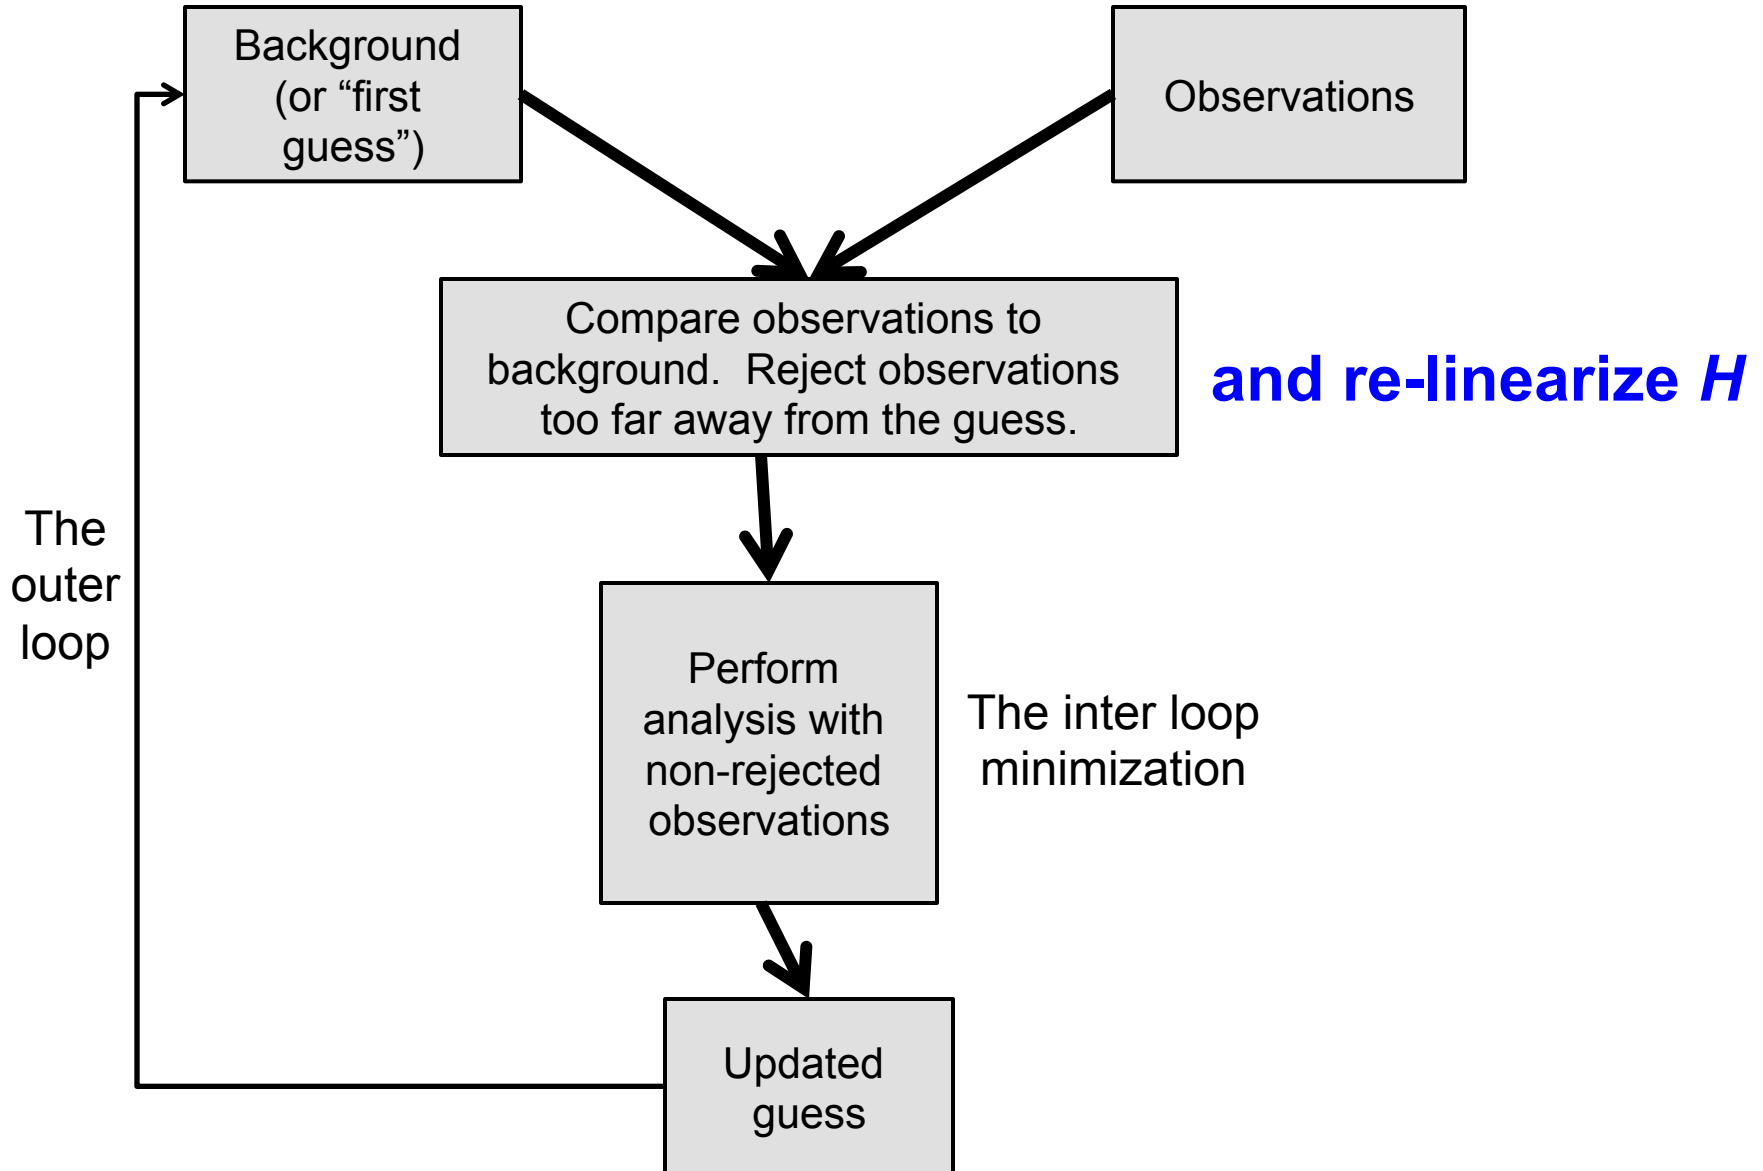 Background
(or “first
guess”)
Observations
Compare observations to
background.  Reject observations
too far away from the guess.
and re-linearize H
The
outer
loop
Perform
analysis with
non-rejected
observations
The inter loop
minimization
Updated
guess